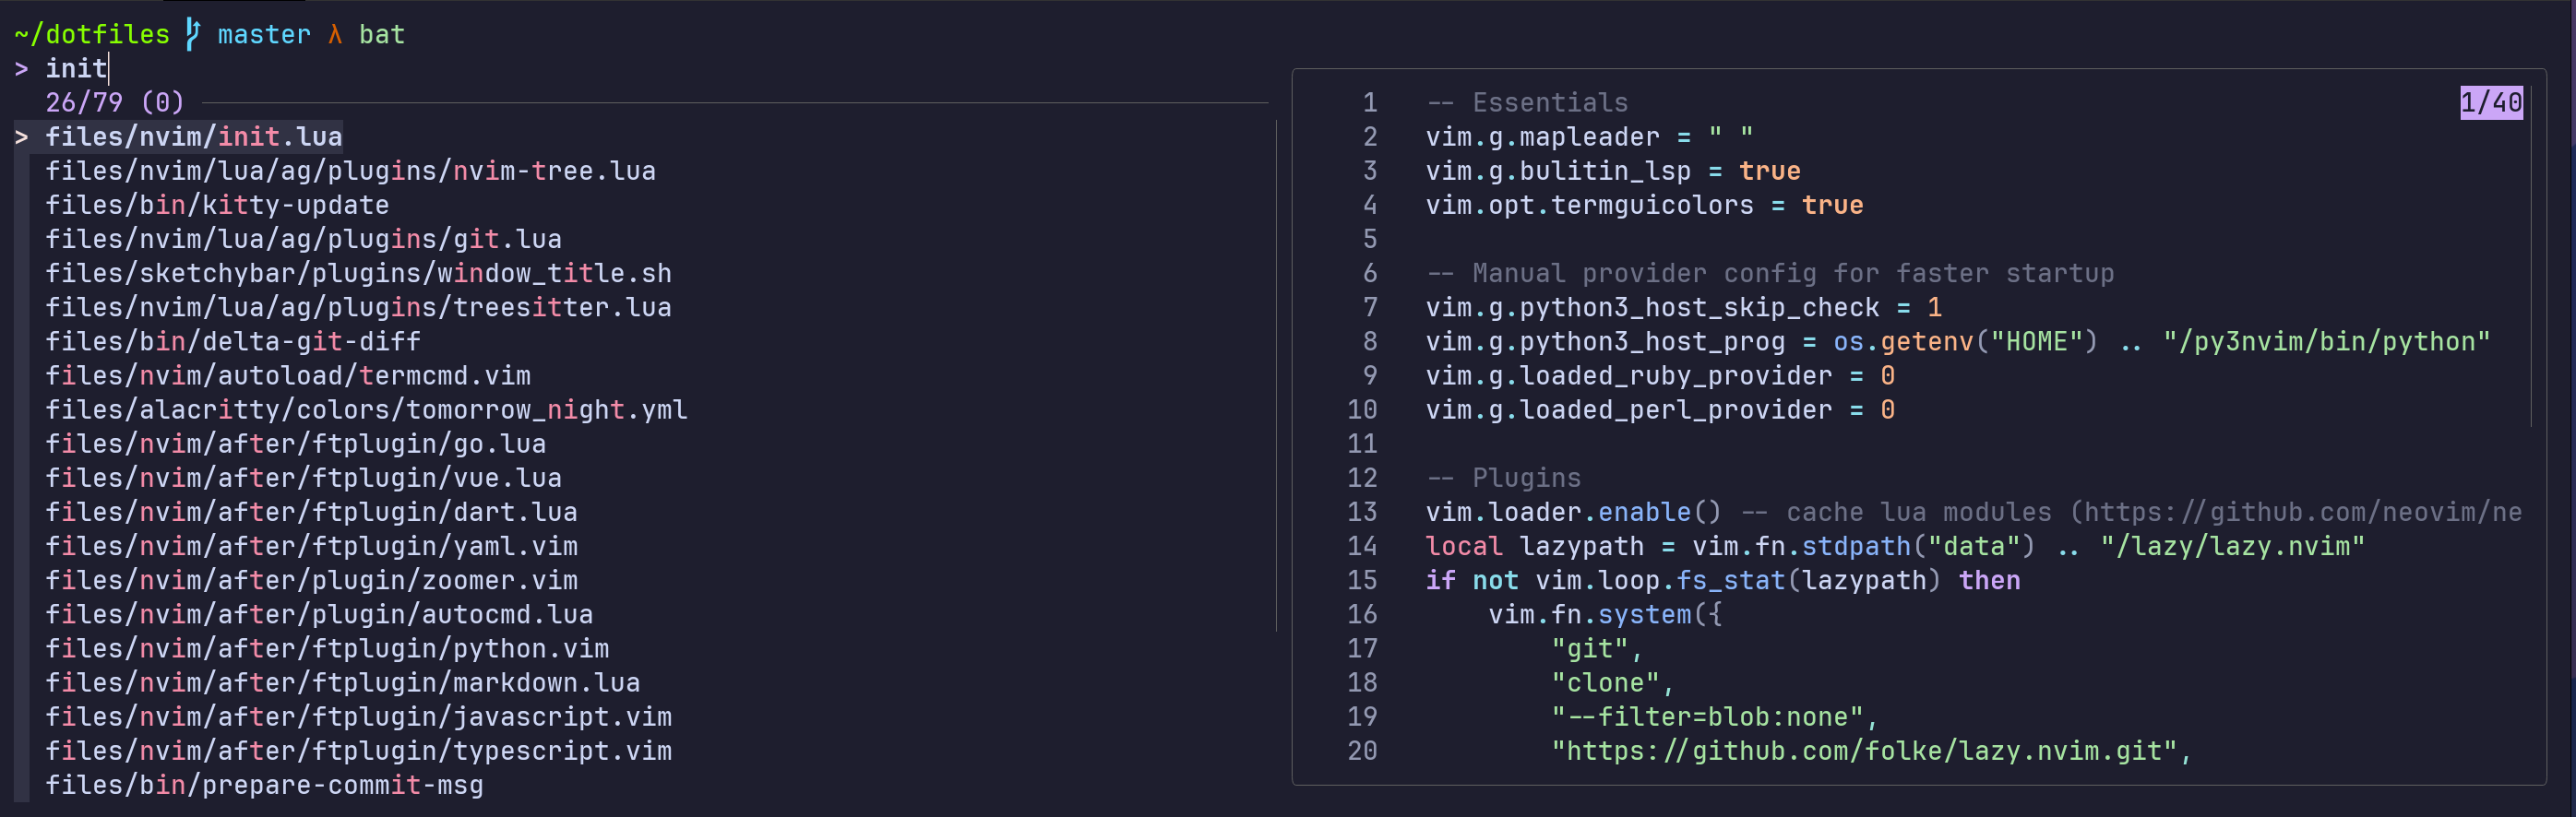 ~/dotfiles master λ bat
> init
26/79 (0)
> files/nvim/init.lua
files/nvim/lua/ag/plugins/nvim-tree.lua
files/bin/kitty-update
files/nvim/lua/ag/plugins/git.lua
files/sketchybar/plugins/window_title.sh
files/nvim/lua/ag/plugins/treesitter.lua
files/bin/delta-git-diff
files/nvim/autoload/termcmd.vim
files/alacritty/colors/tomorrow_night.yml
files/nvim/after/ftplugin/go.lua
files/nvim/after/ftplugin/vue.lua
files/nvim/after/ftplugin/dart.lua
files/nvim/after/ftplugin/yaml.vim
files/nvim/after/plugin/zoomer.vim
files/nvim/after/plugin/autocmd.lua
files/nvim/after/ftplugin/python.vim
files/nvim/after/ftplugin/markdown.lua
files/nvim/after/ftplugin/javascript.vim
files/nvim/after/ftplugin/typescript.vim
files/bin/prepare-commit-msg
1 -- Essentials 1/40
2 vim.g.mapleader = " "
3 vim.g.bulitin_lsp = true
4 vim.opt.termguicolors = true
5
6 -- Manual provider config for faster startup
7 vim.g.python3_host_skip_check = 1
8 vim.g.python3_host_prog = os.getenv("HOME") .. "/py3nvim/bin/python"
9 vim.g.loaded_ruby_provider = 0
10 vim.g.loaded_perl_provider = 0
11
12 -- Plugins
13 vim.loader.enable() -- cache lua modules (https://github.com/neovim/ne
14 local lazypath = vim.fn.stdpath("data") .. "/lazy/lazy.nvim"
15 if not vim.loop.fs_stat(lazypath) then
16 vim.fn.system({
17 "git",
18 "clone",
19 "--filter=blob:none",
20 "https://github.com/folke/lazy.nvim.git",